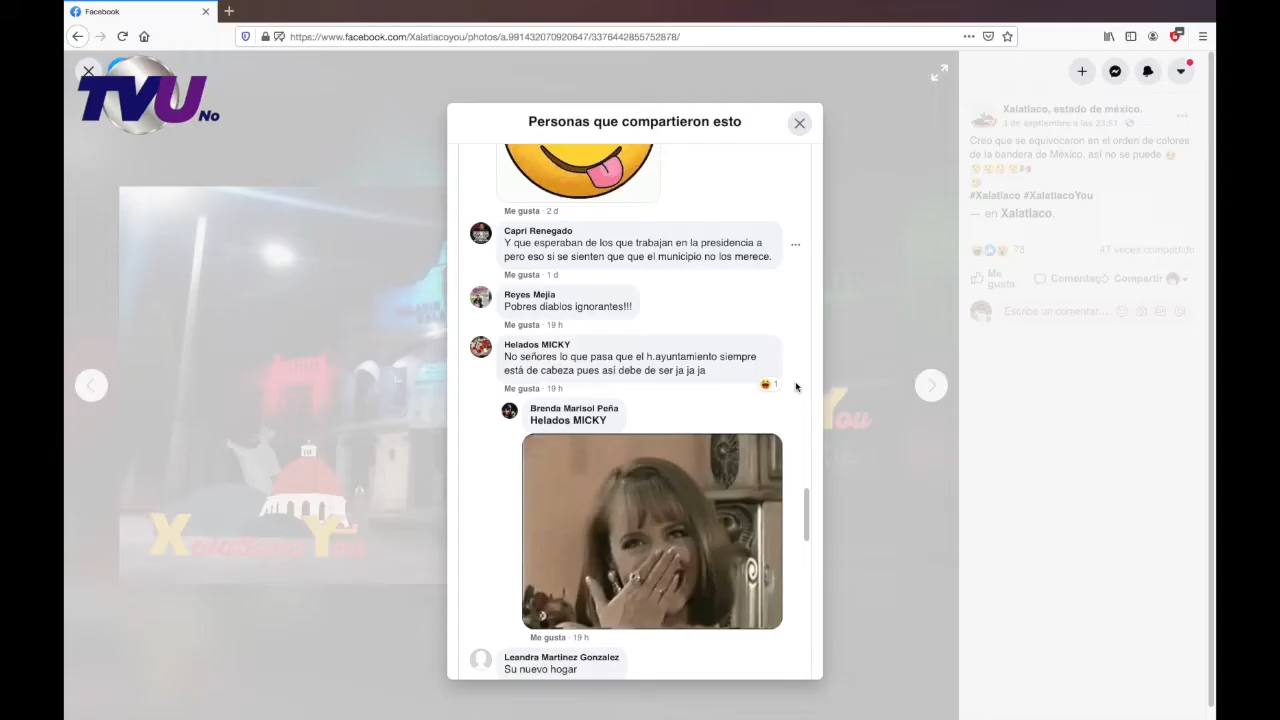 Facebook
https://www.facebook.com/Xalatlacoyou/photos/a.991432070920647/3376442855752878/
TVU No
Personas que compartieron esto
Me gusta · 2 d
Capri Renegado
Y que esperaban de los que trabajan en la presidencia a
pero eso si se sienten que que el municipio no los merece.
Me gusta · 1 d
Reyes Mejia
Pobres diablos ignorantes!!!
Me gusta · 19 h
Helados MICKY
No señores lo que pasa que el h.ayuntamiento siempre
está de cabeza pues asi debe de ser ja ja ja
1
Me gusta · 19 h
Brenda Marisol Peña
Helados MICKY
Me gusta · 19 h
Leandra Martinez Gonzalez
Su nuevo hogar
Xalatlaco You
ou
Xalatlaco, estado de méxico.
3 de septiembre a las 23:51
Creo que se equivocaron en el orden de colores
de la bandera de México, así no se puede
#Xalatlaco #XalatlacoYou
— en Xalatlaco.
78
47 veces compartido
Me gusta
Comentar
Compartir
Escribe un comentar...